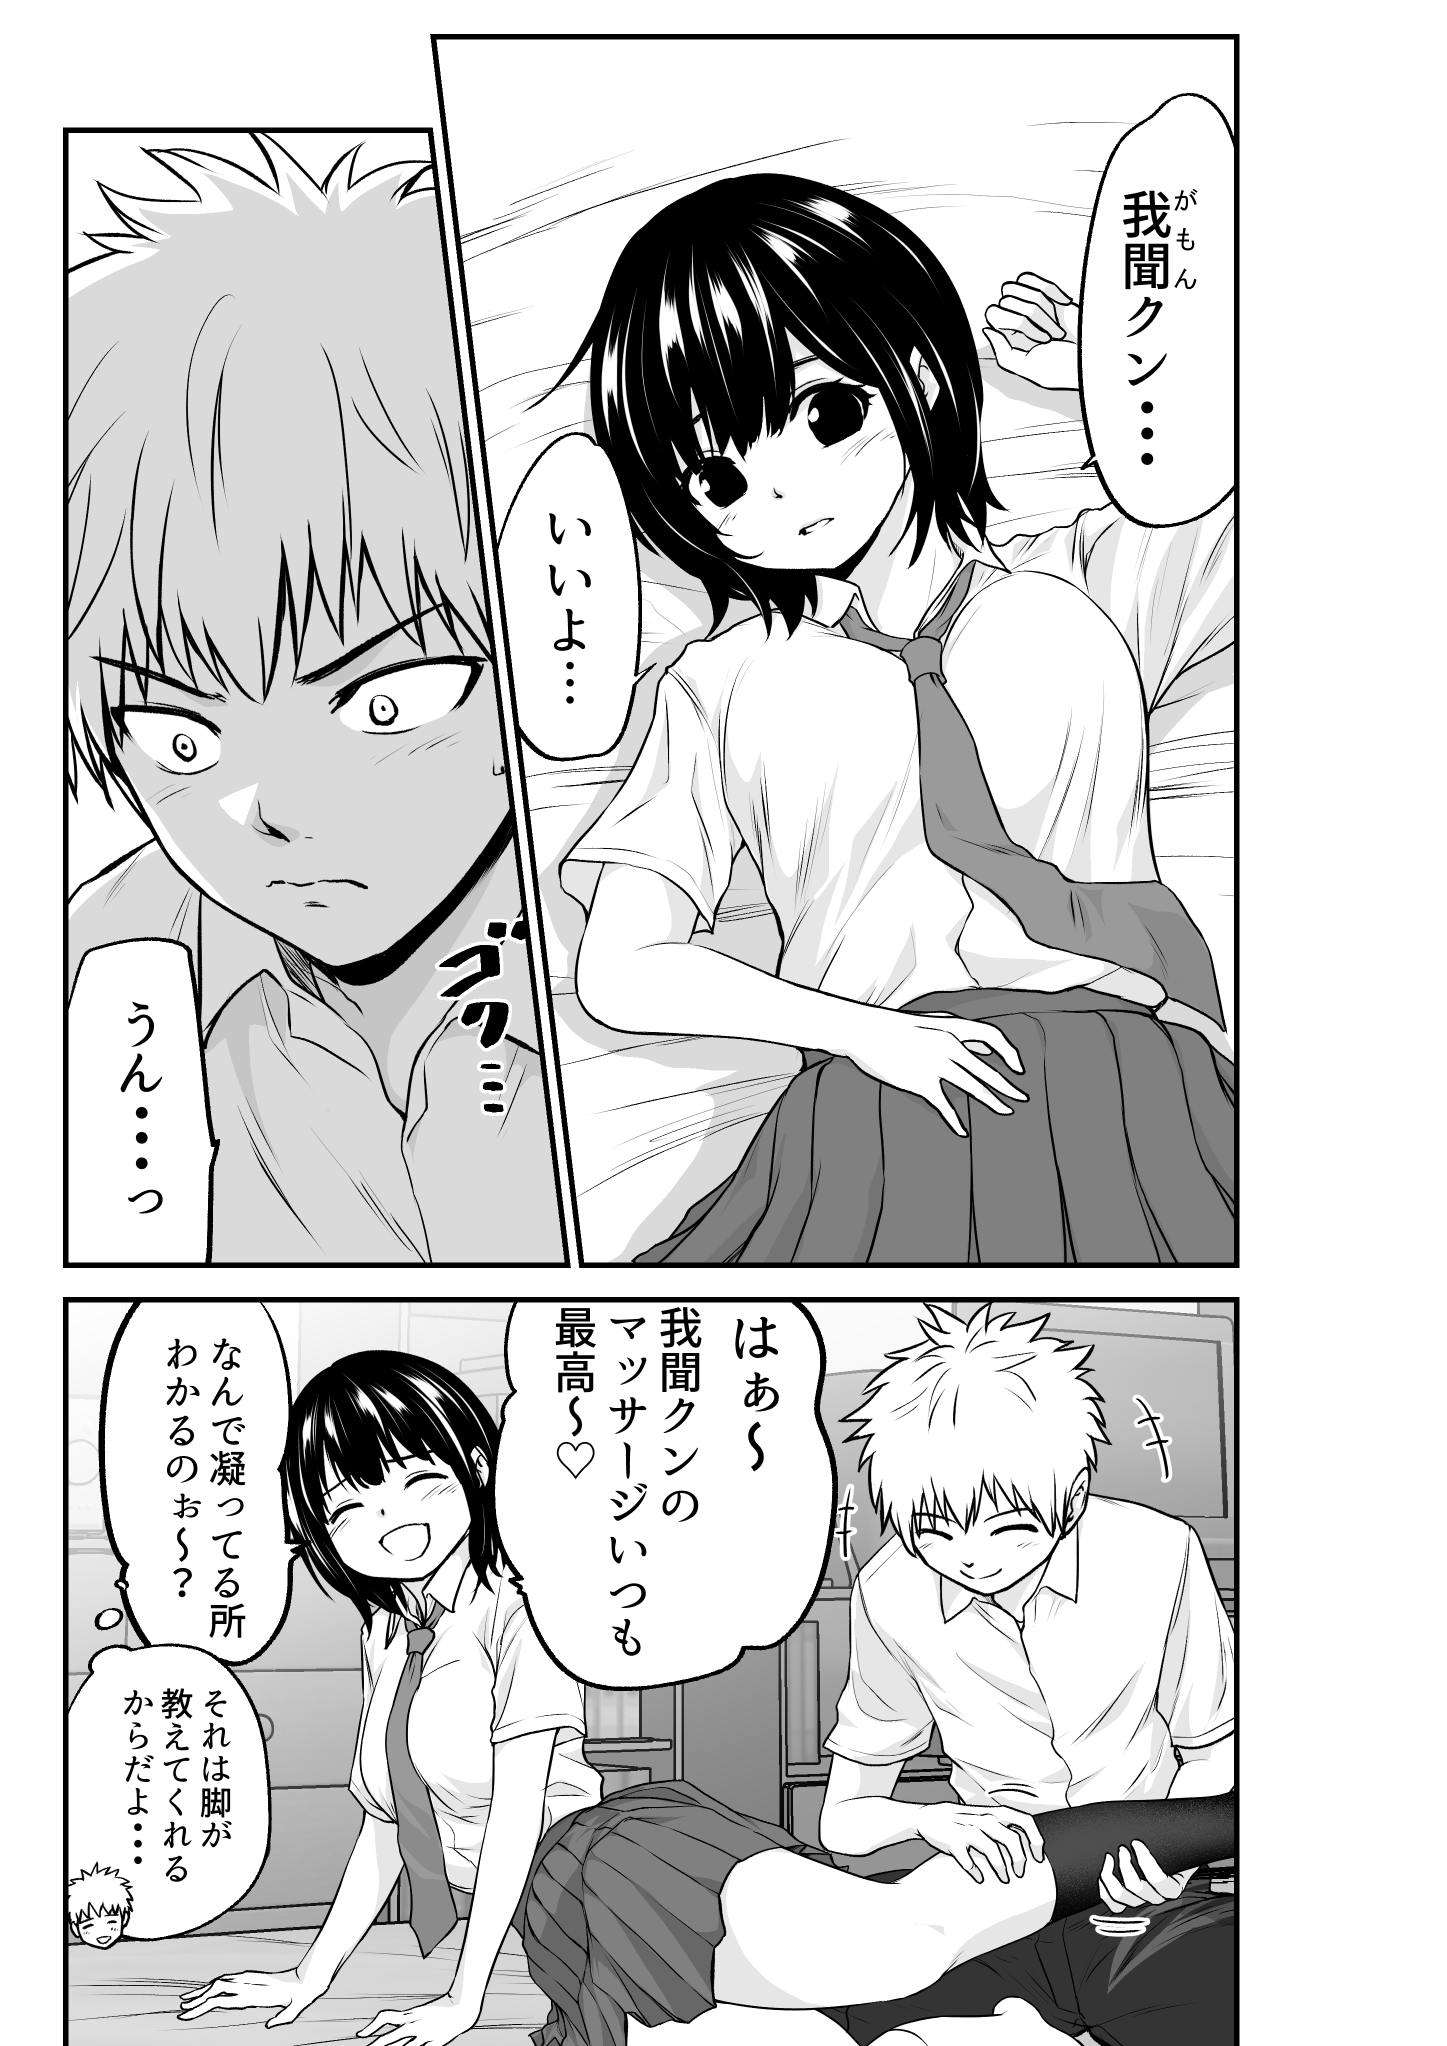 我聞クン・・・
がもん
いいよ・・・
ゴク・・・
うん・・・っ
はぁ～
我聞クンの
マッサージいつも
最高～♡
なんで凝ってる所
わかるのぉ～？
それは脚が
教えてくれる
からだよ・・・